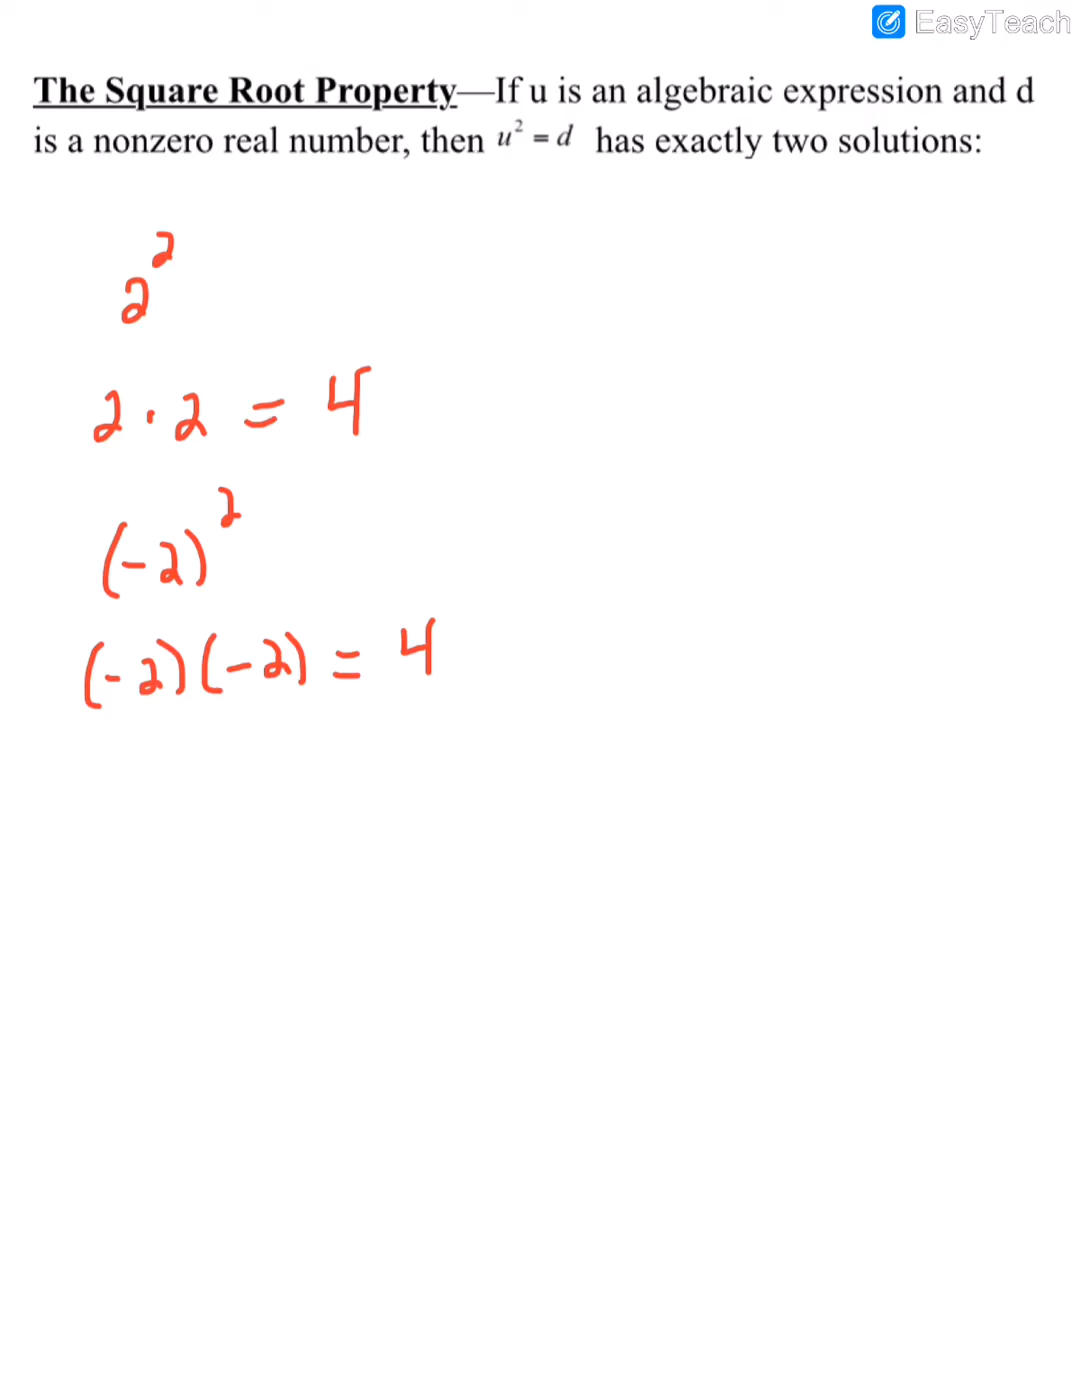 EasyTeach
The Square Root Property—If u is an algebraic expression and d
is a nonzero real number, then u² = d has exactly two solutions:
2²
2 · 2 = 4
(-2)²
(-2)(-2) = 4